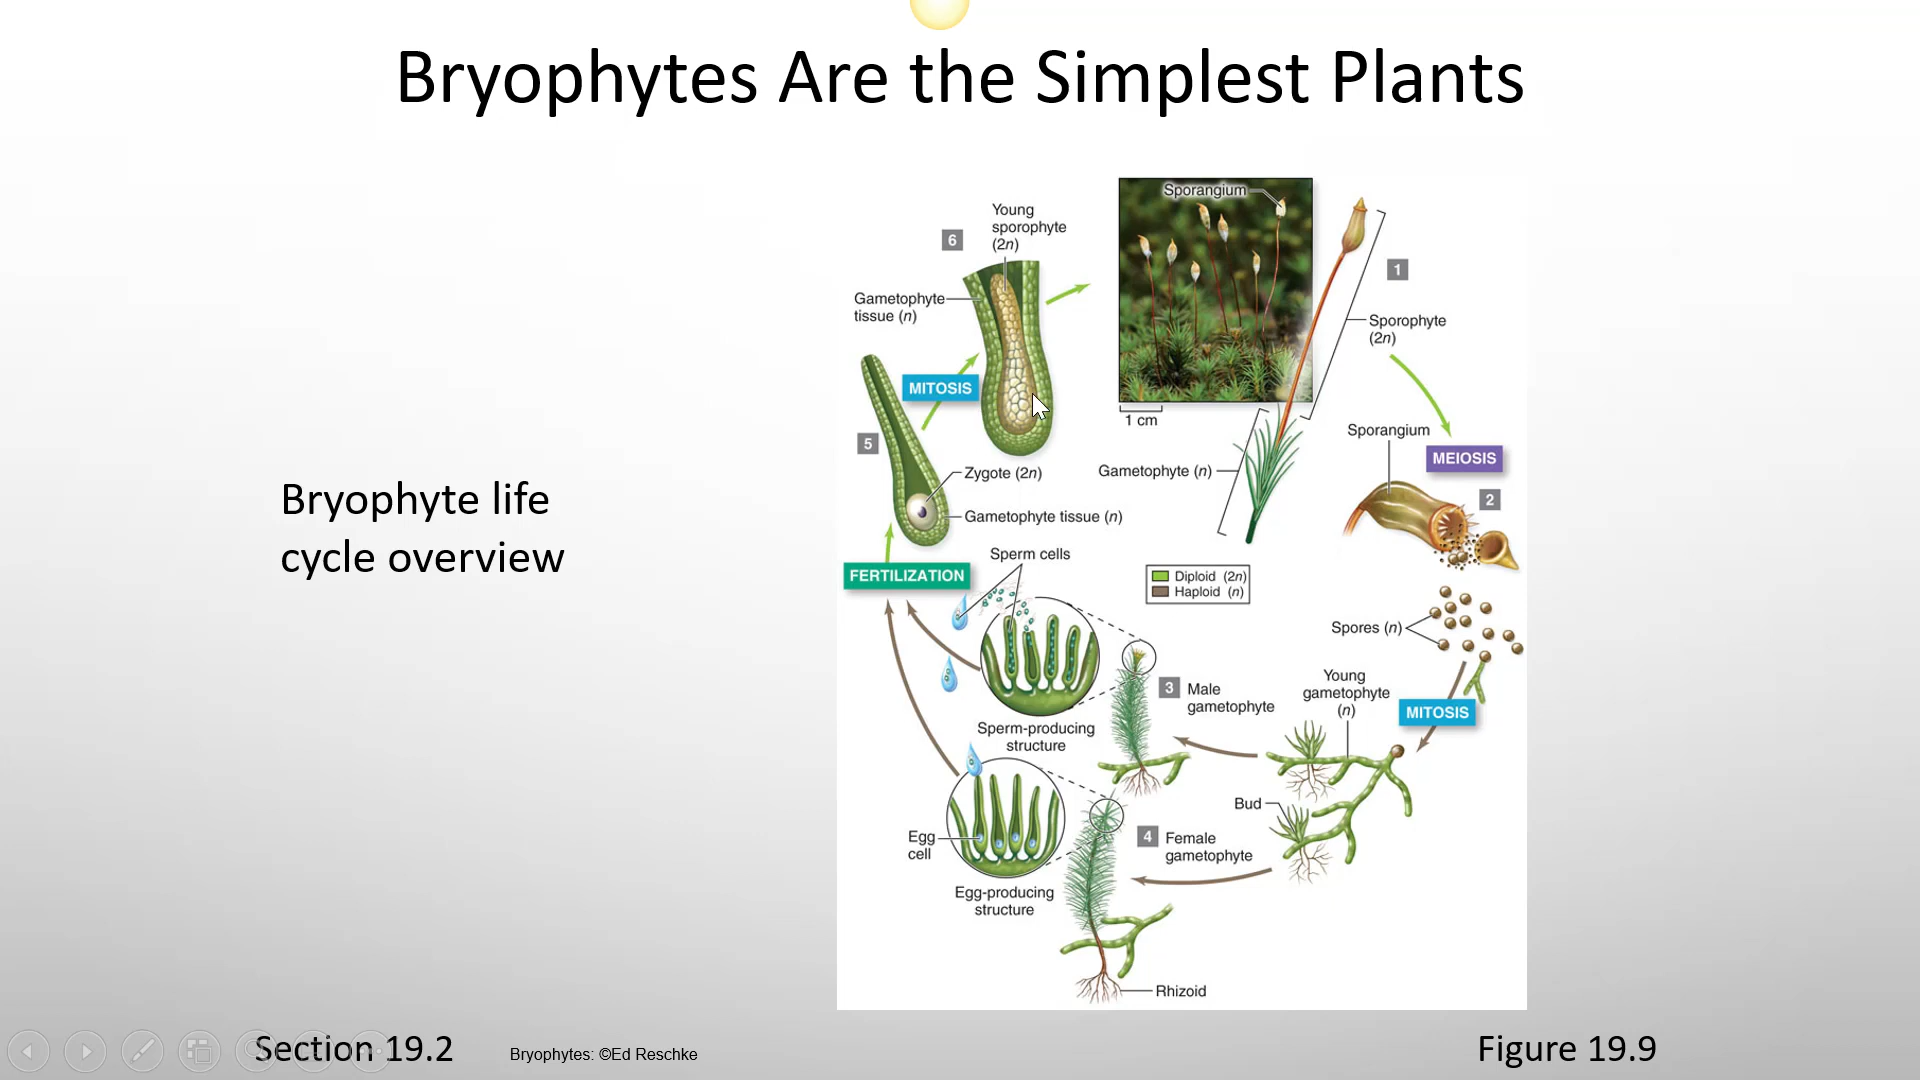 Bryophytes Are the Simplest Plants
Bryophyte life
cycle overview
Sporangium
1 cm
1
Sporophyte
(2n)
Gametophyte (n)
Sporangium
MEIOSIS
2
Spores (n)
MITOSIS
Young
gametophyte
(n)
Bud
3
Male
gametophyte
4
Female
gametophyte
Rhizoid
Sperm cells
Sperm-producing
structure
Egg
cell
Egg-producing
structure
FERTILIZATION
5
Zygote (2n)
Gametophyte tissue (n)
MITOSIS
6
Young
sporophyte
(2n)
Gametophyte
tissue (n)
Diploid (2n)
Haploid (n)
Section 19.2
Bryophytes: ©Ed Reschke
Figure 19.9